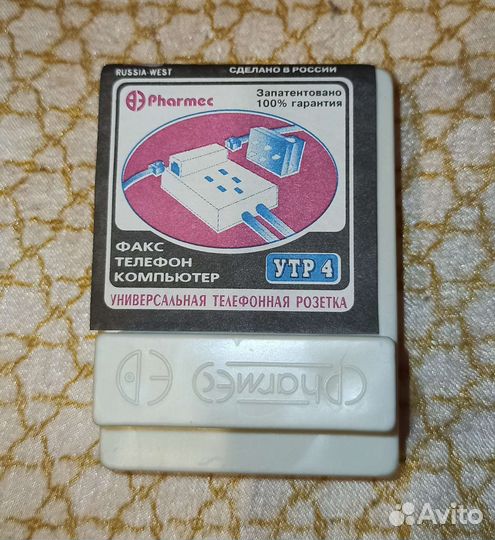 RUSSIA-WEST СДЕЛАНО В РОССИИ
Pharmec
Запатентовано
100% гарантия
ФАКС
ТЕЛЕФОН
КОМПЬЮТЕР
УТР 4
УНИВЕРСАЛЬНАЯ ТЕЛЕФОННАЯ РОЗЕТКА
Pharmec
Avito